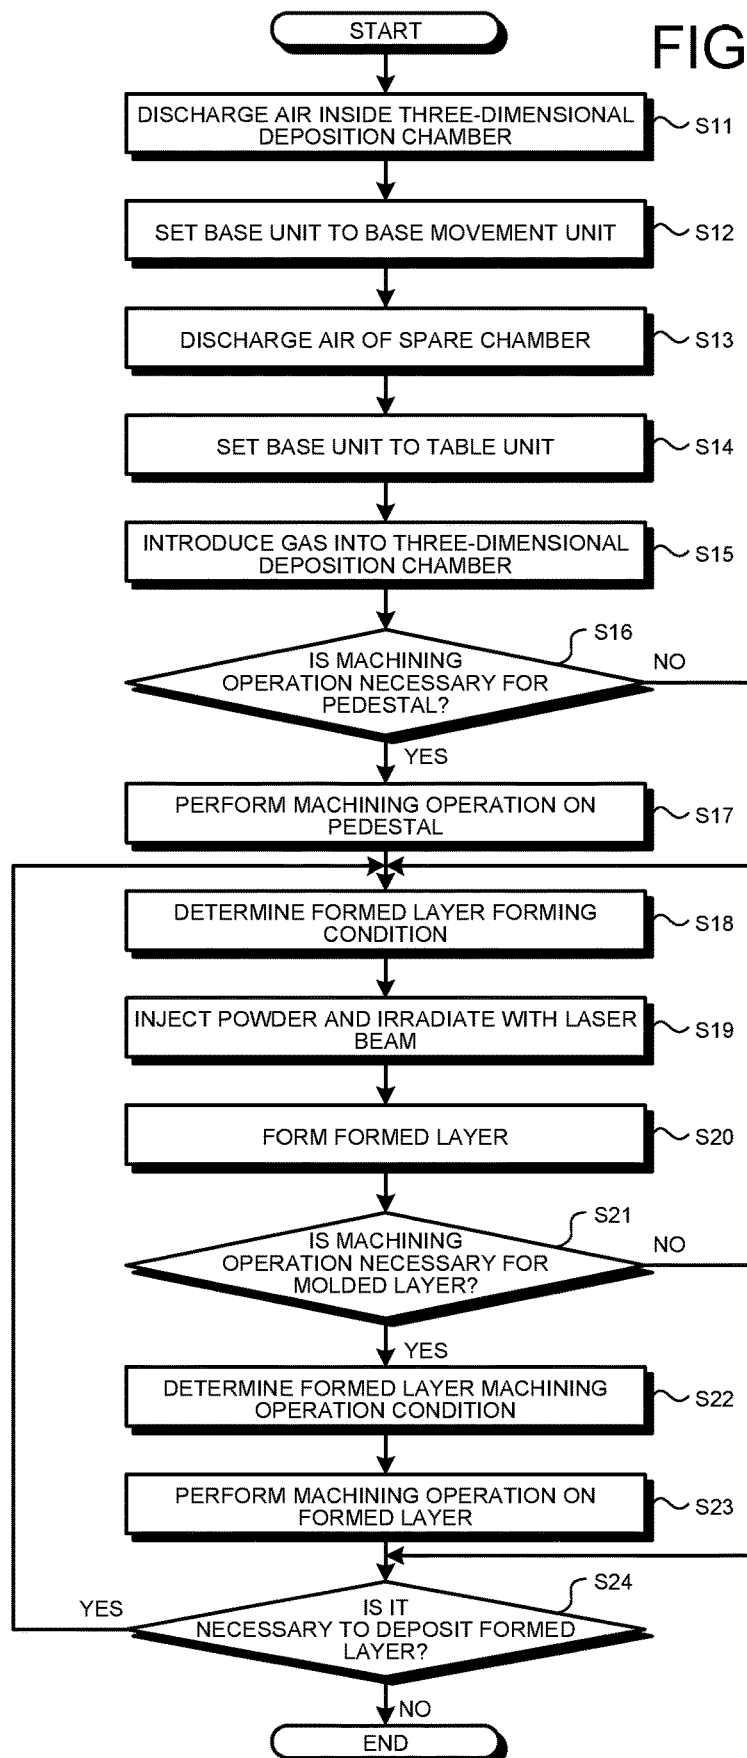 START
FIG
DISCHARGE AIR INSIDE THREE-DIMENSIONAL
DEPOSITION CHAMBER
S11
SET BASE UNIT TO BASE MOVEMENT UNIT
S12
DISCHARGE AIR OF SPARE CHAMBER
S13
SET BASE UNIT TO TABLE UNIT
S14
INTRODUCE GAS INTO THREE-DIMENSIONAL
DEPOSITION CHAMBER
S15
S16
IS MACHINING
OPERATION NECESSARY FOR
PEDESTAL?
NO
YES
PERFORM MACHINING OPERATION ON
PEDESTAL
S17
DETERMINE FORMED LAYER FORMING
CONDITION
S18
INJECT POWDER AND IRRADIATE WITH LASER
BEAM
S19
FORM FORMED LAYER
S20
S21
IS MACHINING
OPERATION NECESSARY FOR
MOLDED LAYER?
NO
YES
DETERMINE FORMED LAYER MACHINING
OPERATION CONDITION
S22
PERFORM MACHINING OPERATION ON
FORMED LAYER
S23
S24
YES
IS IT
NECESSARY TO DEPOSIT FORMED
LAYER?
NO
END